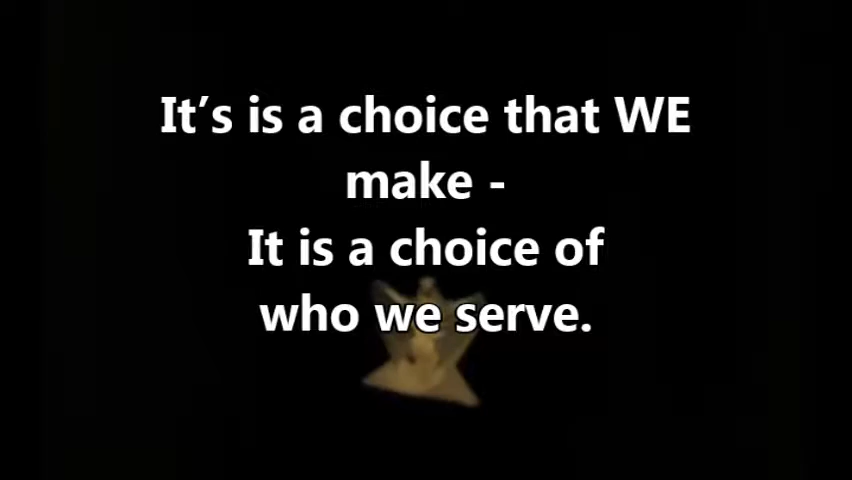 It’s is a choice that WE
make -
It is a choice of
who we serve.